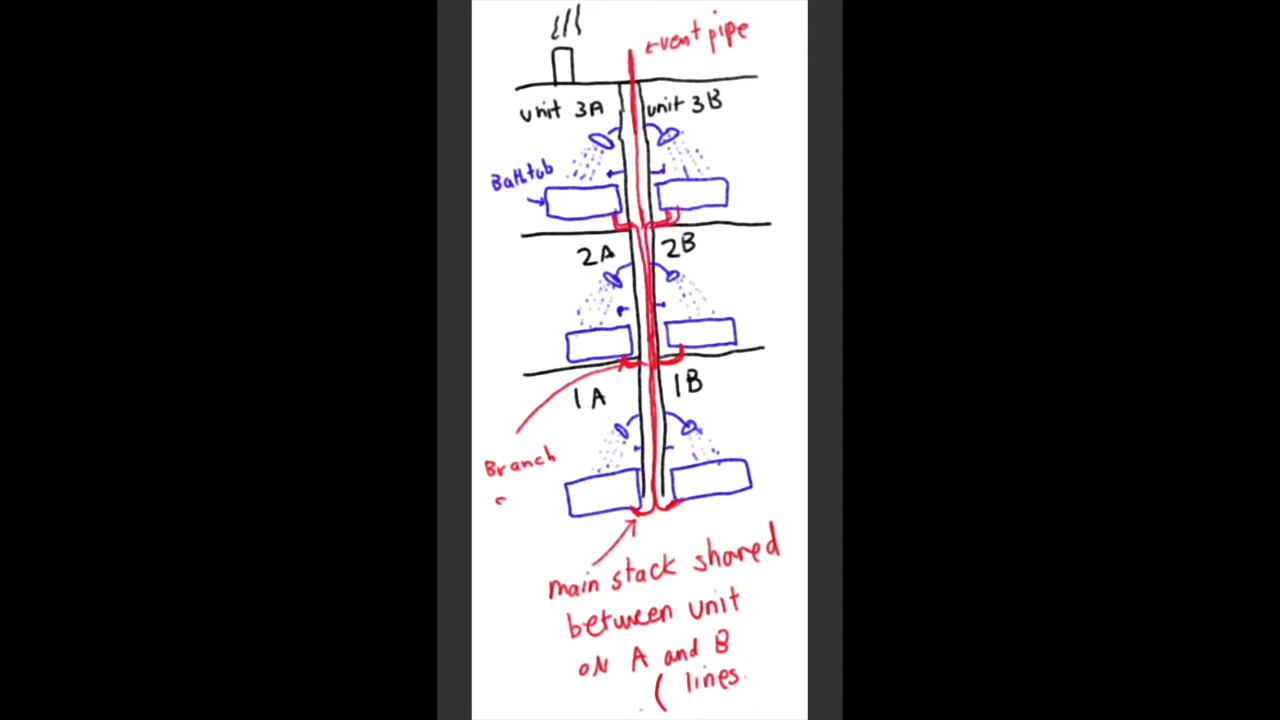 vent pipe
unit 3A
unit 3B
Bathtub
2A
2B
1A
1B
Branch
main stack shared
between unit
on A and B
lines